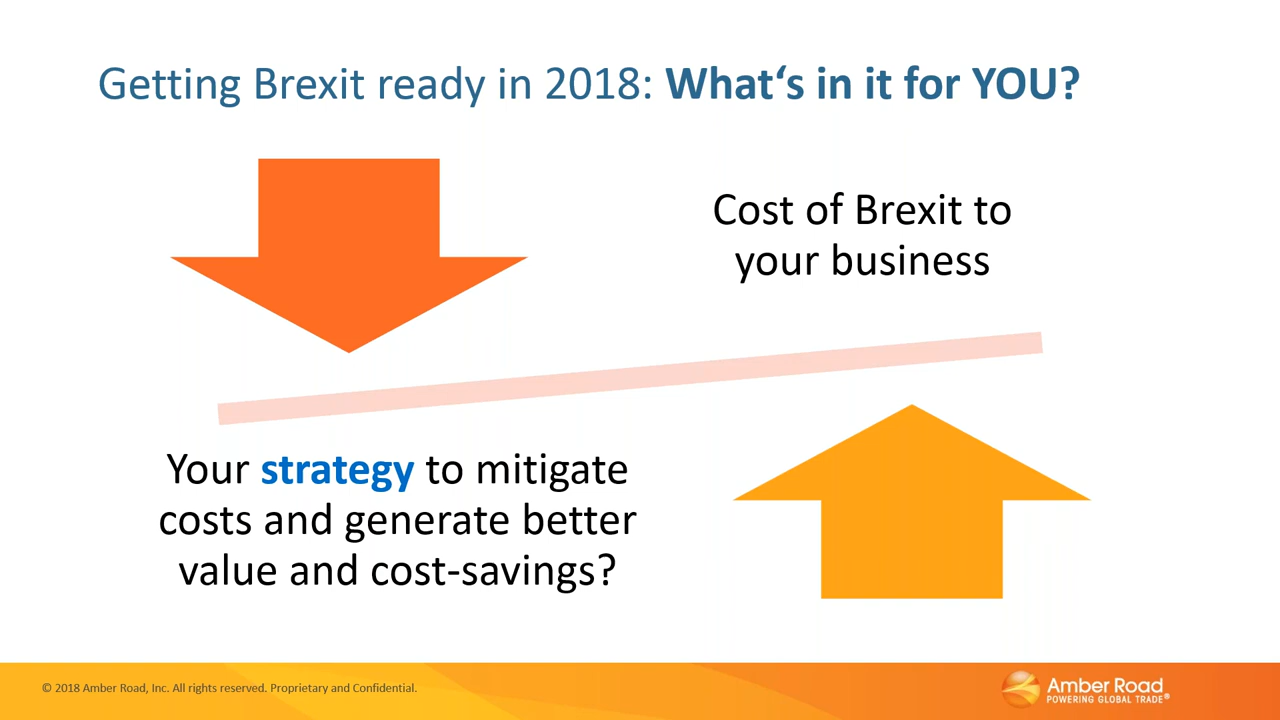 Getting Brexit ready in 2018: What‘s in it for YOU?
Cost of Brexit to
your business
Your strategy to mitigate
costs and generate better
value and cost-savings?
© 2018 Amber Road, Inc. All rights reserved. Proprietary and Confidential.
Amber Road
POWERING GLOBAL TRADE®